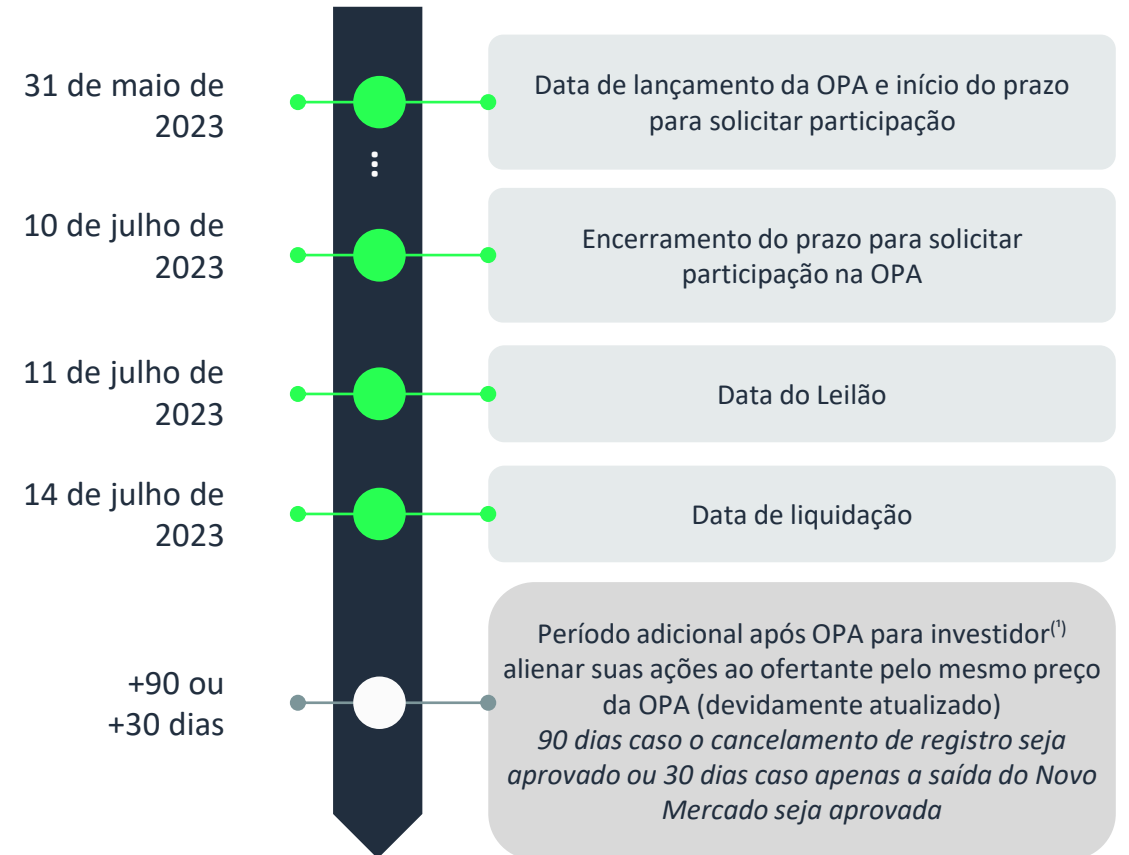 31 de maio de
2023
Data de lançamento da OPA e início do prazo
para solicitar participação
10 de julho de
2023
Encerramento do prazo para solicitar
participação na OPA
11 de julho de
2023
Data do Leilão
14 de julho de
2023
Data de liquidação
+90 ou
+30 dias
Período adicional após OPA para investidor⁽¹⁾
alienar suas ações ao ofertante pelo mesmo preço
da OPA (devidamente atualizado)
90 dias caso o cancelamento de registro seja
aprovado ou 30 dias caso apenas a saída do Novo
Mercado seja aprovada